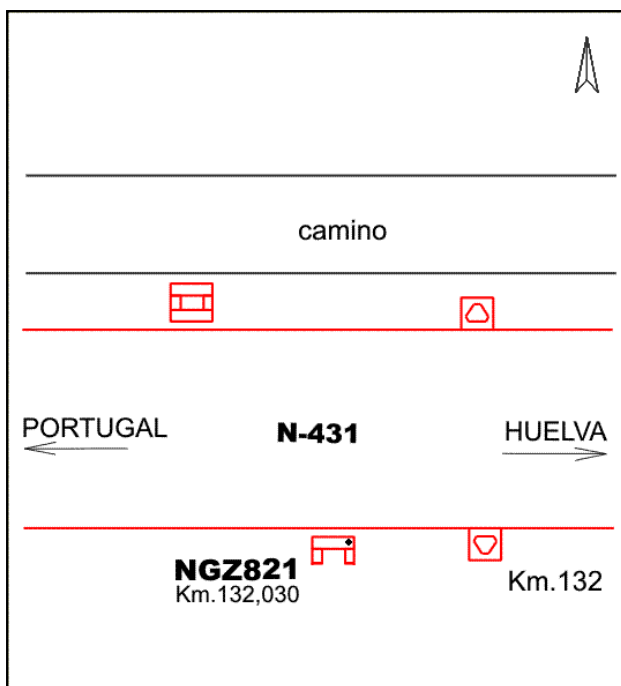 camino
PORTUGAL
N-431
HUELVA
NGZ821
Km.132,030
Km.132